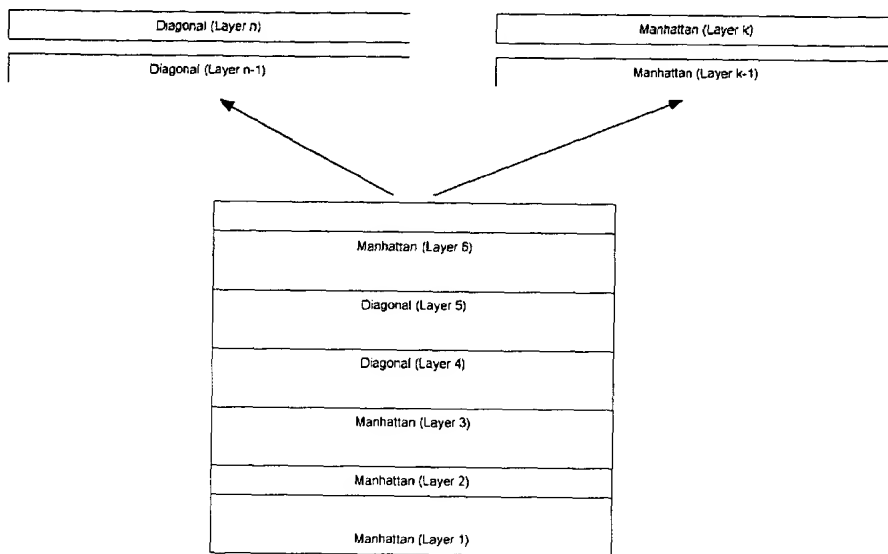 Diagonal (Layer n)
Diagonal (Layer n-1)
Manhattan (Layer k)
Manhattan (Layer k-1)
Manhattan (Layer 6)
Diagonal (Layer 5)
Diagonal (Layer 4)
Manhattan (Layer 3)
Manhattan (Layer 2)
Manhattan (Layer 1)